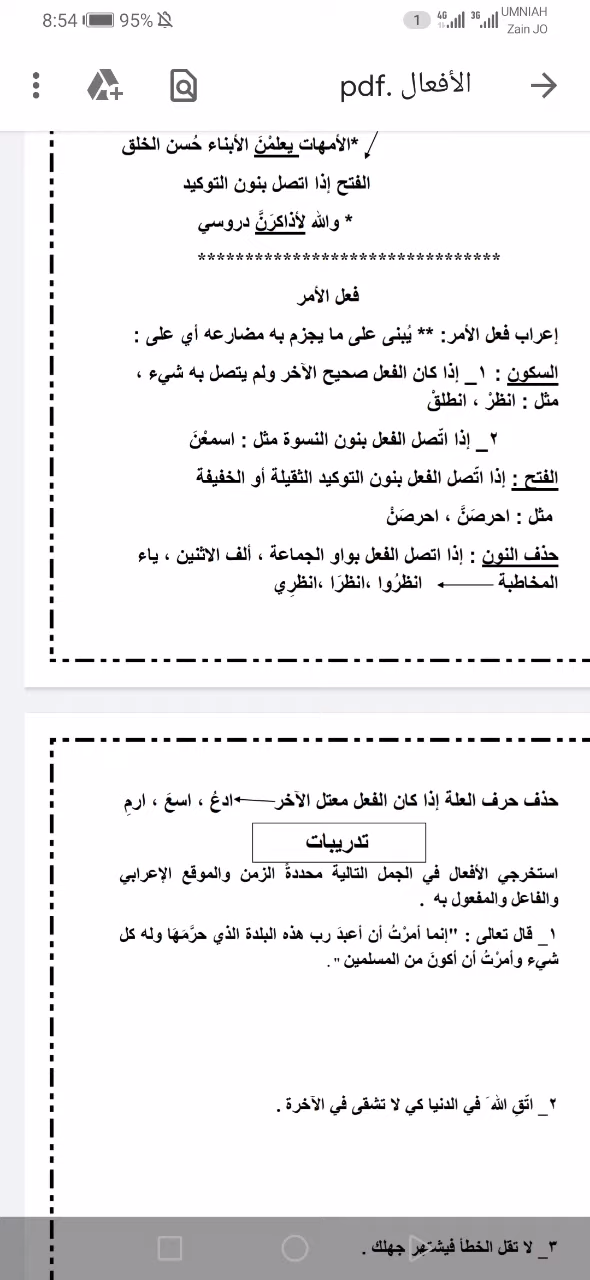 8:54 95%
1 4G 3G UMNIAH
Zain JO
الأفعال .pdf
*الأمهات يعلمْنَ الأبناء حُسن الخلق
الفتح إذا اتصل بنون التوكيد
* والله لأذاكرَنَّ دروسي
********************************
فعل الأمر
إعراب فعل الأمر: ** يُبنى على ما يجزم به مضارعه أي على :
السكون : ١_ إذا كان الفعل صحيح الآخر ولم يتصل به شيء ،
مثل : انظرْ ، انطلقْ
٢_ إذا اتّصل الفعل بنون النسوة مثل : اسمعْنَ
الفتح : إذا اتّصل الفعل بنون التوكيد الثقيلة أو الخفيفة
مثل : احرصَنَّ ، احرصَنْ
حذف النون : إذا اتصل الفعل بواو الجماعة ، ألف الاثنين ، ياء
المخاطبة انظرُوا ،انظرَا ،انظرِي
حذف حرف العلة إذا كان الفعل معتل الآخر ادعُ ، اسعَ ، ارمِ
تدريبات
استخرجي الأفعال في الجمل التالية محددةً الزمن والموقع الإعرابي
والفاعل والمفعول به .
١_ قال تعالى : "إنما أمرْتُ أن أعبدَ رب هذه البلدة الذي حرَّمَهَا وله كل
شيء وأمرْتُ أن أكونَ من المسلمين ".
٢_ اتّقِ اللهَ في الدنيا كي لا تشقى في الآخرة .
٣_ لا تقل الخطأ فيشتهر جهلك .